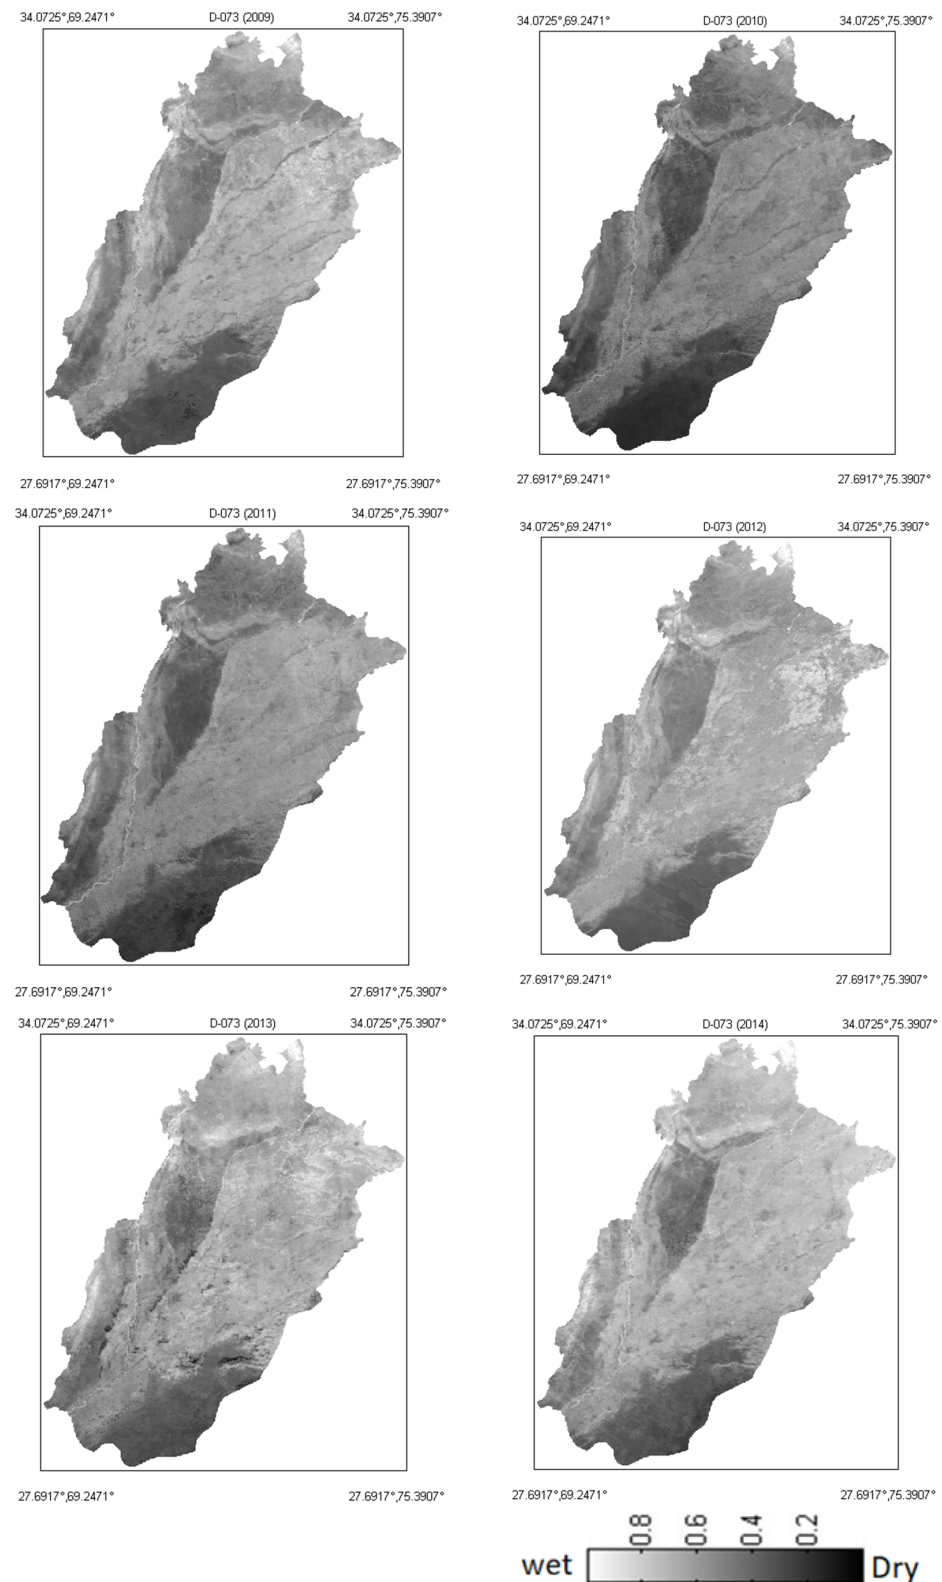 34.0725°,69.2471° D-073 (2009) 34.0725°,75.3907°
27.6917°,69.2471° 27.6917°,75.3907°
34.0725°,69.2471° D-073 (2010) 34.0725°,75.3907°
27.6917°,69.2471° 27.6917°,75.3907°
34.0725°,69.2471° D-073 (2011) 34.0725°,75.3907°
27.6917°,69.2471° 27.6917°,75.3907°
34.0725°,69.2471° D-073 (2012) 34.0725°,75.3907°
27.6917°,69.2471° 27.6917°,75.3907°
34.0725°,69.2471° D-073 (2013) 34.0725°,75.3907°
27.6917°,69.2471° 27.6917°,75.3907°
34.0725°,69.2471° D-073 (2014) 34.0725°,75.3907°
27.6917°,69.2471° 27.6917°,75.3907°
0.8 0.6 0.4 0.2
wet Dry